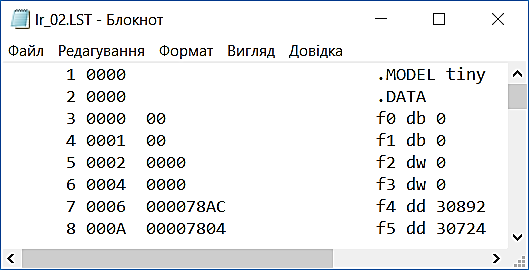 lr_02.LST - Блокнот
Файл Редагування Формат Вигляд Довідка
1 0000 .MODEL tiny
2 0000 .DATA
3 0000 00 f0 db 0
4 0001 00 f1 db 0
5 0002 0000 f2 dw 0
6 0004 0000 f3 dw 0
7 0006 000078AC f4 dd 30892
8 000A 00007804 f5 dd 30724